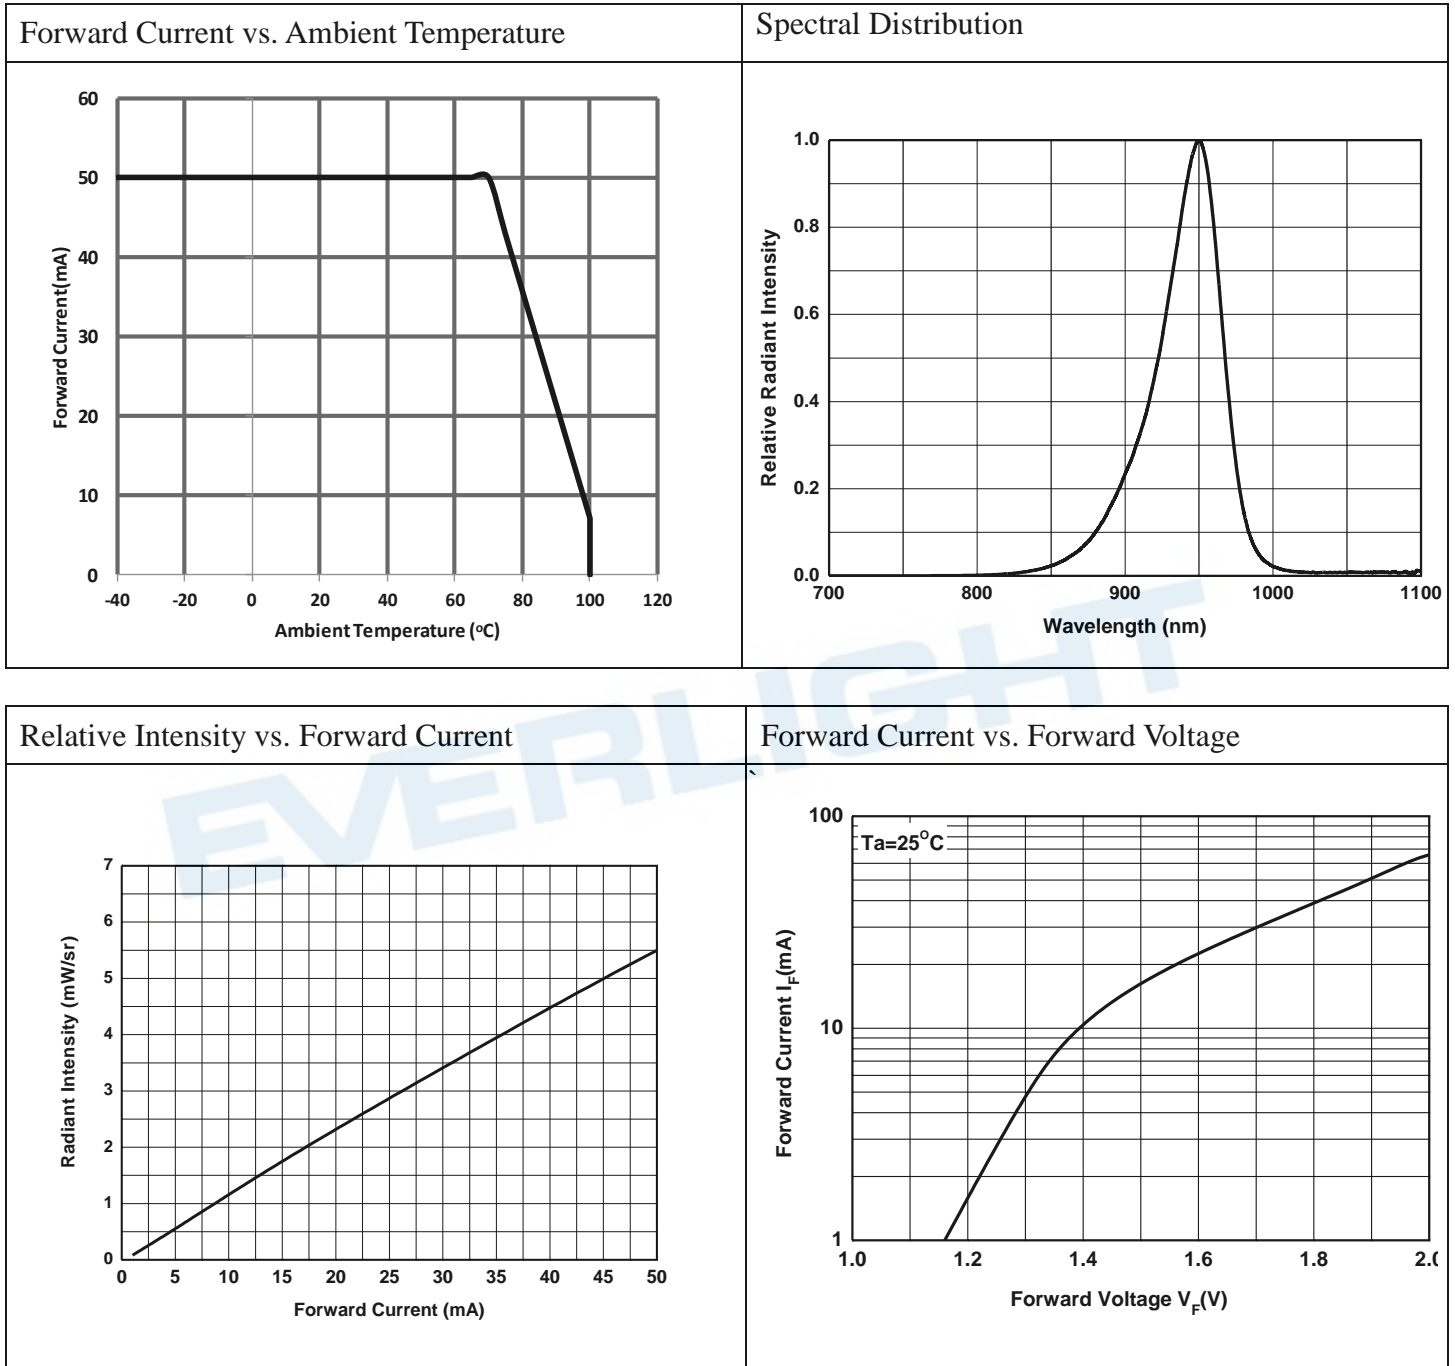 Forward Current vs. Ambient Temperature
Spectral Distribution
60
50
40
30
20
10
0
-40 -20 0 20 40 60 80 100 120
Forward Current(mA)
Ambient Temperature (ºC)
1.0
0.8
0.6
0.4
0.2
0.0
700 800 900 1000 1100
Relative Radiant Intensity
Wavelength (nm)
EVERLIGHT
Relative Intensity vs. Forward Current
Forward Current vs. Forward Voltage
7
6
5
4
3
2
1
0
0 5 10 15 20 25 30 35 40 45 50
Radiant Intensity (mW/sr)
Forward Current (mA)
`
100
10
1
Ta=25°C
1.0 1.2 1.4 1.6 1.8 2.0
Forward Current I_F(mA)
Forward Voltage V_F(V)